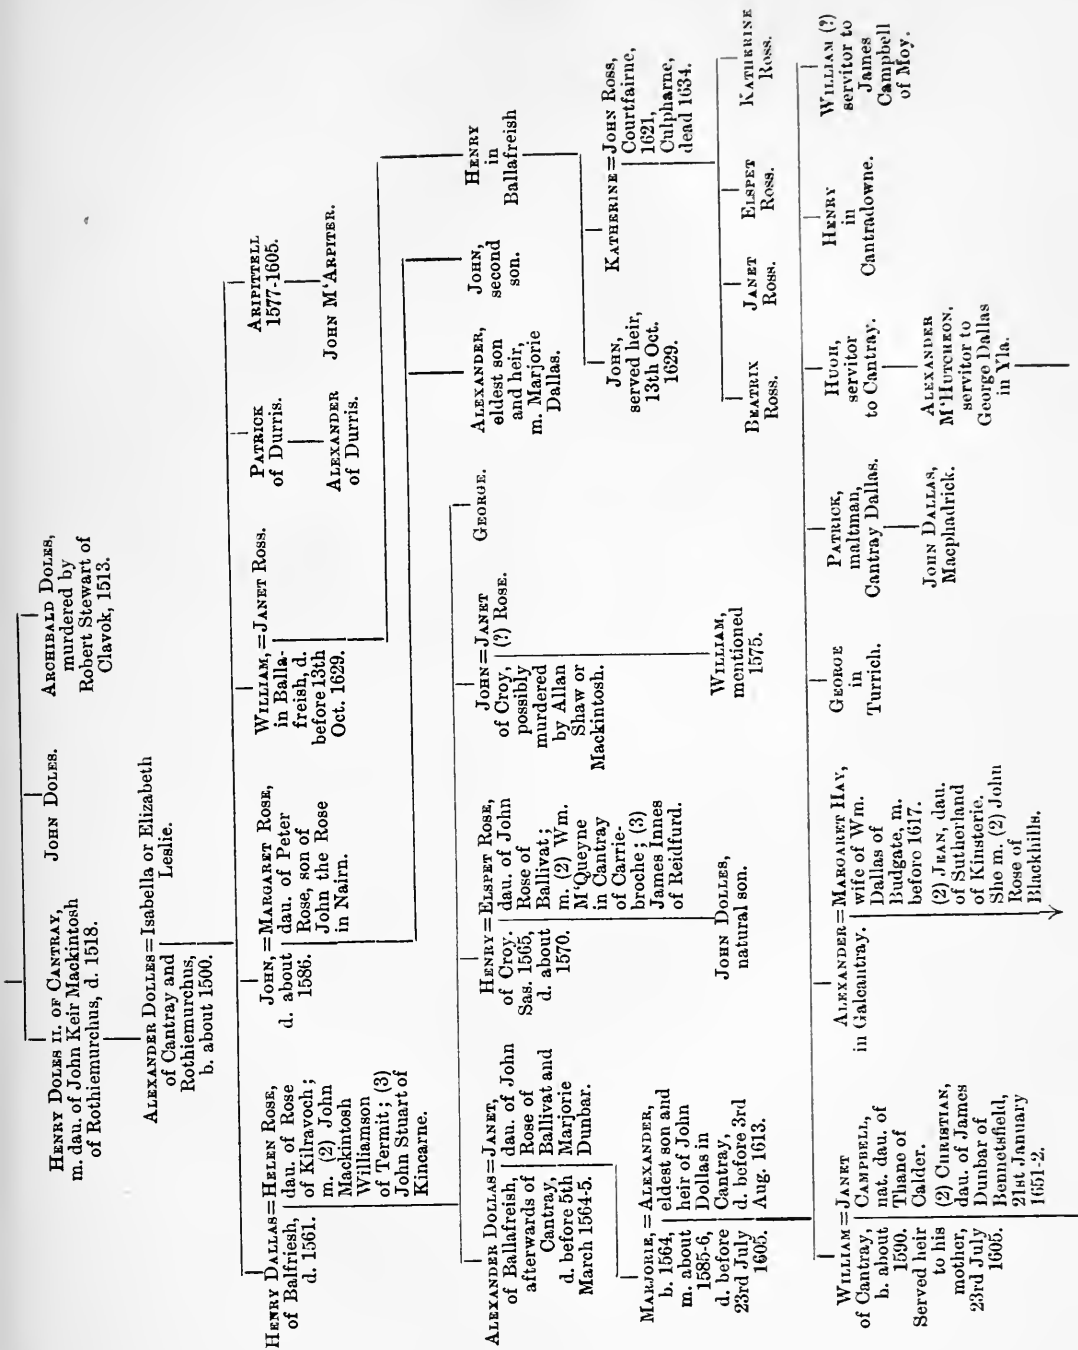 HENRY DOLES II. OF CANTRAY,
m. dau. of John Keir Mackintosh
of Rothiemurchus, d. 1518.
JOHN DOLES.
ARCHIBALD DOLES,
murdered by
Robert Stewart of
Clavok, 1513.
ALEXANDER DOLLES=Isabella or Elizabeth
of Cantray and Leslie.
Rothiemurchus,
b. about 1500.
HENRY DALLAS=HELEN ROSE,
of Balfriesh, dau. of Rose
d. 1561. of Kilravoch;
m. (2) John
Mackintosh
Williamson
of Termit; (3)
John Stuart of
Kincarne.
JOHN,=MARGARET ROSE,
d. about dau. of Peter
1586. Rose, son of
John the Rose
in Nairn.
WILLIAM,=JANET ROSS.
in Balla-
freish, d.
before 13th
Oct. 1629.
PATRICK
of Durris.
ALEXANDER
of Durris.
ARIPITTELL
1577-1605.
JOHN M'ARPITER.
ALEXANDER DOLLAS=JANET,
of Ballafreish, dau. of John
afterwards of Rose of
Cantray, Ballivat and
d. before 5th Marjorie
March 1564-5. Dunbar.
HENRY=ELSPET ROSE,
of Croy. dau. of John
Sas. 1565, Rose of
d. about Ballivat;
1570. m. (2) Wm.
M'Queyne
in Cantray
of Carrie-
broche; (3)
James Innes
of Reidfurd.
JOHN DOLLES,
natural son.
JOHN=JANET
of Croy, (?) ROSE.
possibly
murdered
by Allan
Shaw or
Mackintosh.
WILLIAM,
mentioned
1575.
GEORGE.
ALEXANDER,
eldest son
and heir,
m. Marjorie
Dallas.
JOHN,
second
son.
HENRY
in
Ballafreish
JOHN,
served heir,
13th Oct.
1629.
KATHERINE=JOHN ROSS,
Courtfairne,
1621,
Culpharne,
dead 1634.
BEATRIX
ROSS.
JANET
ROSS.
ELSPET
ROSS.
KATHERINE
ROSS.
MARJORIE,=ALEXANDER,
b. 1564, eldest son and
m. about heir of John
1585-6, Dollas in
d. before Cantray,
23rd July d. before 3rd
1605. Aug. 1613.
WILLIAM=JANET
of Cantray, CAMPBELL,
b. about nat. dau. of
1590. Thane of
Served heir Calder.
to his (2) CHRISTIAN,
mother, dau. of James
23rd July Dunbar of
1605. Bennetsfield,
21st January
1651-2.
ALEXANDER=MARGARET HAY,
in Galcantray. wife of Wm.
Dallas of
Budgate, m.
before 1617.
(2) JEAN, dau.
of Sutherland
of Kinsterie.
She m. (2) John
Rose of
Blackhills.
GEORGE
in
Turrich.
PATRICK,
maltman,
Cantray Dallas.
JOHN DALLAS,
Macphadrick.
HUGH,
servitor
to Cantray.
ALEXANDER
M'HUTCHEON,
servitor to
George Dallas
in Yla.
HENRY
in
Cantradowne.
WILLIAM (?)
servitor to
James
Campbell
of Moy.